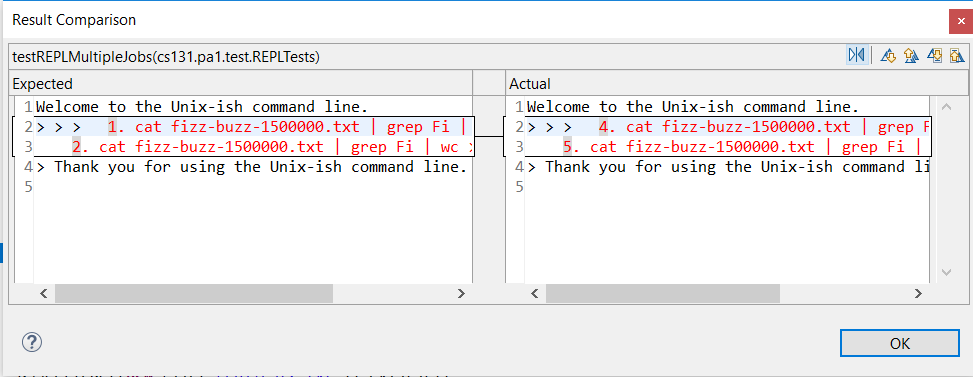 Result Comparison
testREPLMultipleJobs(cs131.pa1.test.REPLTests)
Expected
Actual
1 Welcome to the Unix-ish command line.
2 > > > 1. cat fizz-buzz-1500000.txt | grep Fi |
3 2. cat fizz-buzz-1500000.txt | grep Fi | wc >
4 > Thank you for using the Unix-ish command line.
5
1 Welcome to the Unix-ish command line.
2 > > > 4. cat fizz-buzz-1500000.txt | grep F
3 5. cat fizz-buzz-1500000.txt | grep Fi |
4 > Thank you for using the Unix-ish command li
5
OK